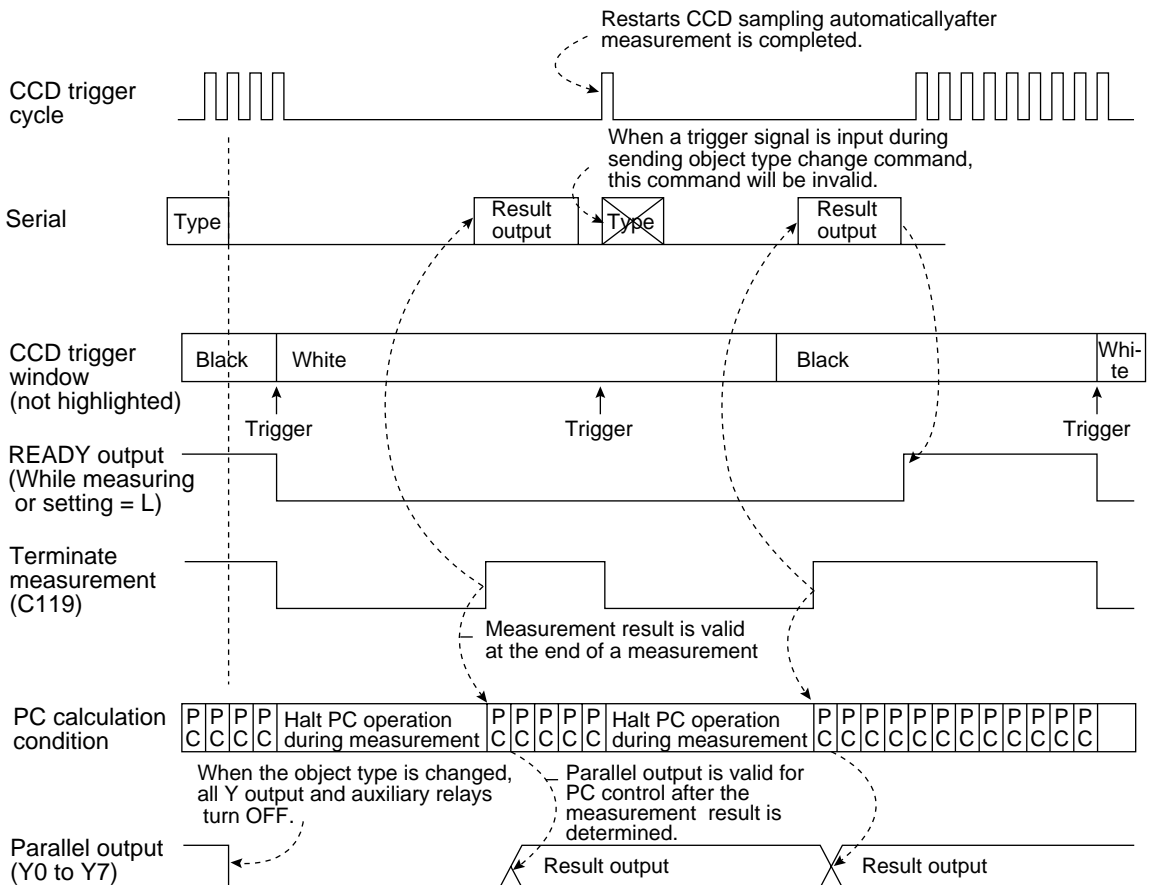 Restarts CCD sampling automaticallyafter
measurement is completed.
CCD trigger
cycle
When a trigger signal is input during
sending object type change command,
this command will be invalid.
Serial
Type
Result
output
Type
Result
output
CCD trigger
window
(not highlighted)
Black
White
Black
Whi-
te
Trigger
Trigger
Trigger
READY output
(While measuring
or setting = L)
Terminate
measurement
(C119)
Measurement result is valid
at the end of a measurement
PC calculation
condition
P P P P
C C C C
Halt PC operation
during measurement
P P P P P
C C C C C
Halt PC operation
during measurement
P P P P P P P P P P P P
C C C C C C C C C C C C
When the object type is changed,
all Y output and auxiliary relays
turn OFF.
Parallel output is valid for
PC control after the
measurement result is
determined.
Parallel output
(Y0 to Y7)
Result output
Result output